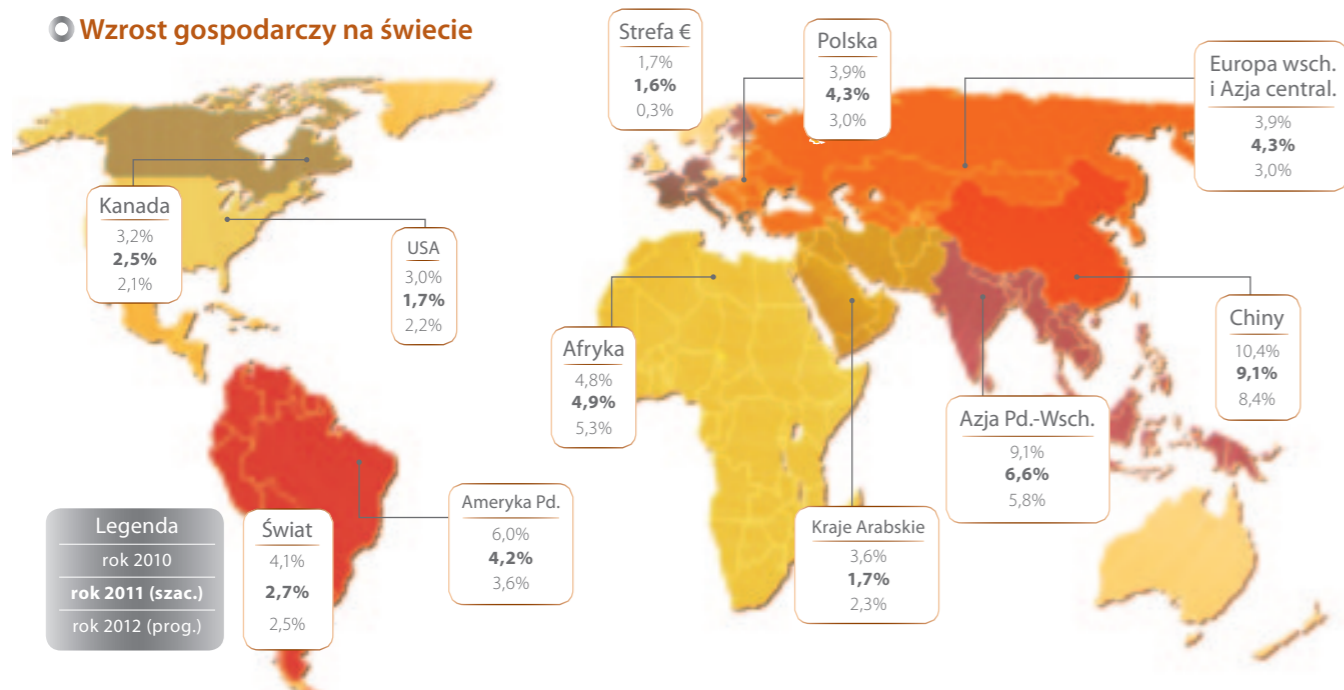 Wzrost gospodarczy na świecie
Strefa €
1,7%
1,6%
0,3%
Polska
3,9%
4,3%
3,0%
Europa wsch.
i Azja central.
3,9%
4,3%
3,0%
Kanada
3,2%
2,5%
2,1%
USA
3,0%
1,7%
2,2%
Afryka
4,8%
4,9%
5,3%
Chiny
10,4%
9,1%
8,4%
Azja Pd.-Wsch.
9,1%
6,6%
5,8%
Ameryka Pd.
6,0%
4,2%
3,6%
Kraje Arabskie
3,6%
1,7%
2,3%
Legenda
rok 2010
rok 2011 (szac.)
rok 2012 (prog.)
Świat
4,1%
2,7%
2,5%